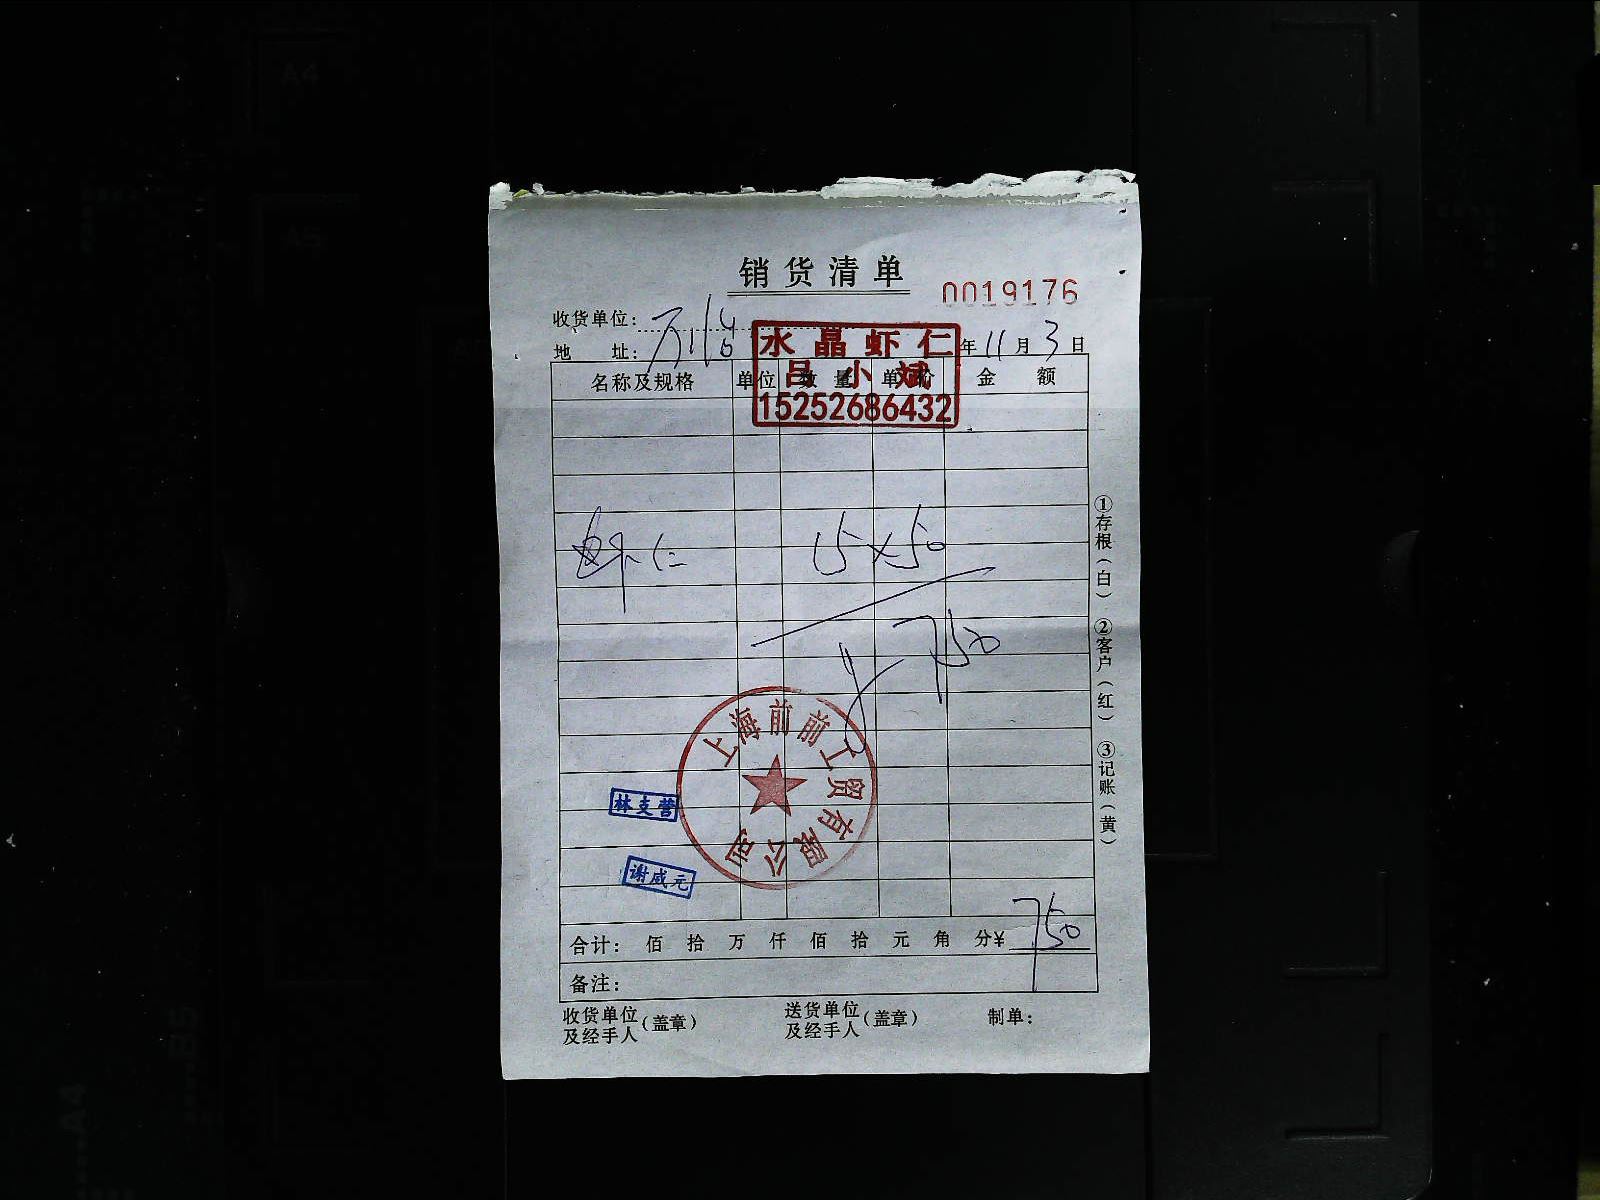 销货清单
0019176
收货单位：万
地 址：
年11月3日
水晶虾仁
吕小斌
15252686432
名称及规格 单位 数量 单价 金额
虾仁 15×50
¥750
上海前前工贸有限公司
林支营
谢咸元
合计： 佰 拾 万 仟 佰 拾 元 角 分¥ 750
备注：
收货单位及经手人（盖章）
送货单位及经手人（盖章）
制单：
①存根（白） ②客户（红） ③记账（黄）